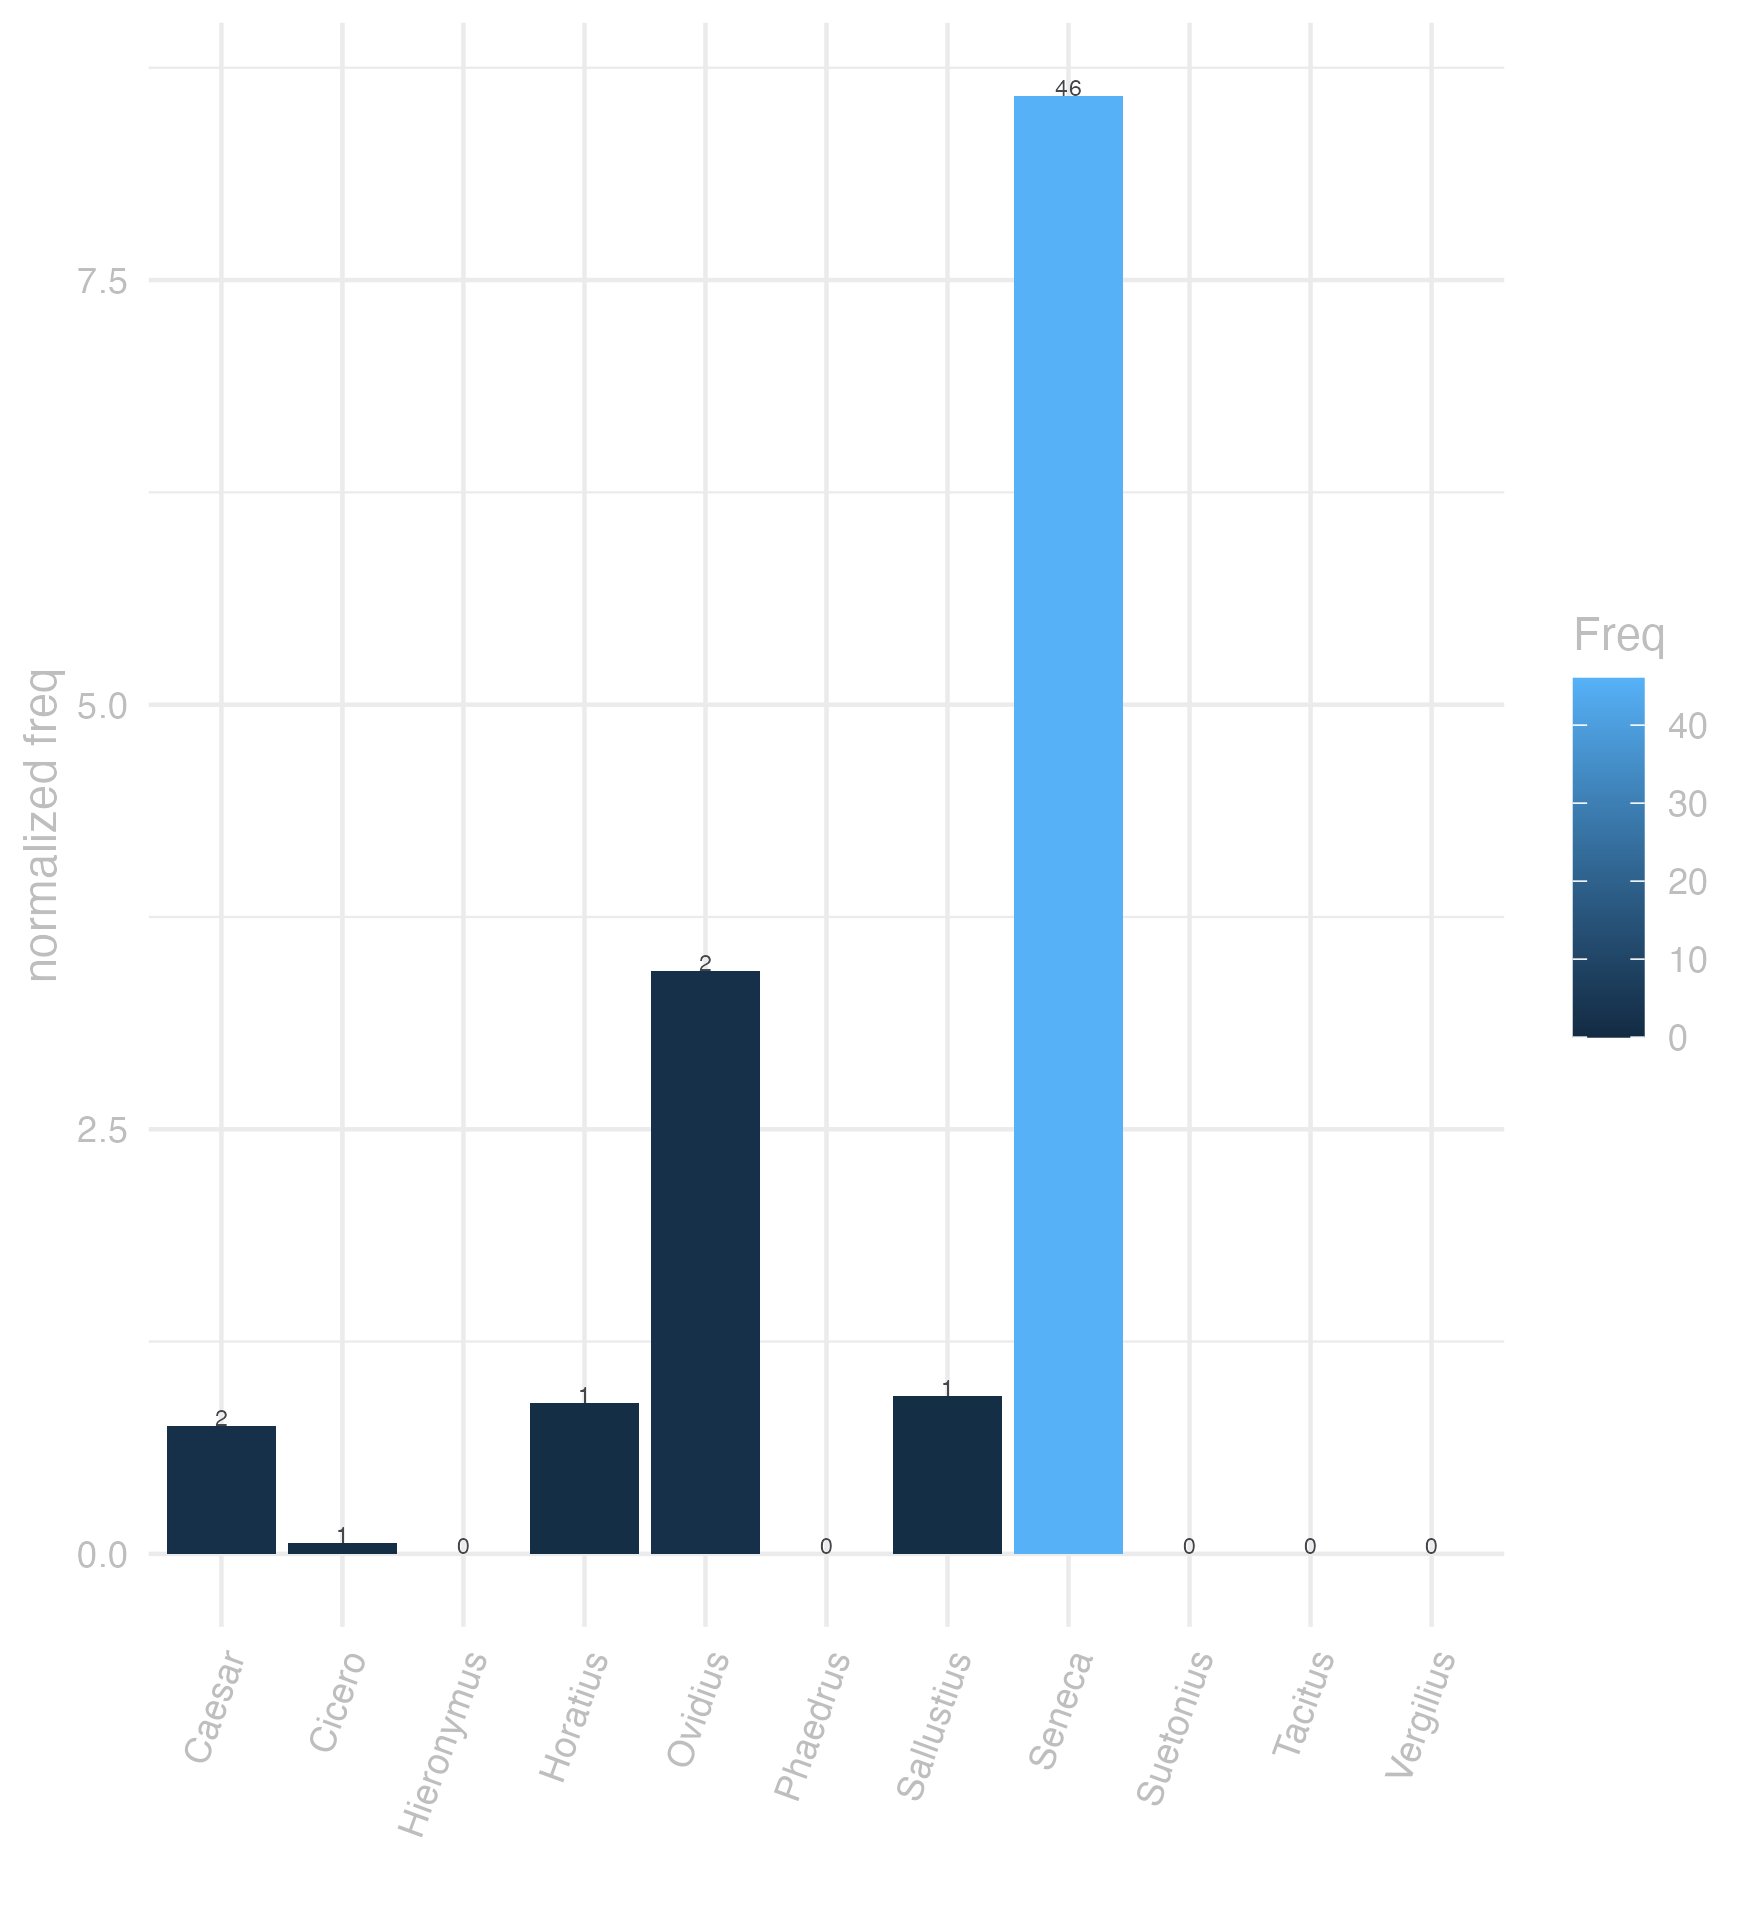 46
7.5
Freq
40
30
20
10
0
normalized freq
5.0
2
2.5
2 1 0 1 0 1 0 0 0
0.0
Caesar Cicero Hieronymus Horatius Ovidius Phaedrus Sallustius Seneca Suetonius Tacitus Vergilius